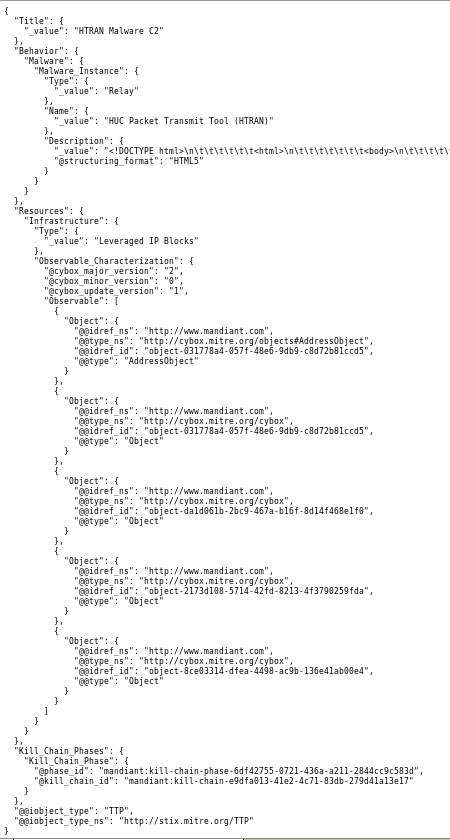 {
  "Title": {
    "_value": "HTRAN Malware C2"
  },
  "Behavior": {
    "Malware": {
      "Malware_Instance": {
        "Type": {
          "_value": "Relay"
        },
        "Name": {
          "_value": "HUC Packet Transmit Tool (HTRAN)"
        },
        "Description": {
          "_value": "<!DOCTYPE html>\n\t\t\t\t\t\t\t<html>\n\t\t\t\t\t\t\t<body>\n\t\t\t\t\
          "@structuring_format": "HTML5"
        }
      }
    }
  },
  "Resources": {
    "Infrastructure": {
      "Type": {
        "_value": "Leveraged IP Blocks"
      },
      "Observable_Characterization": {
        "@cybox_major_version": "2",
        "@cybox_minor_version": "0",
        "@cybox_update_version": "1",
        "Observable": [
          {
            "Object": {
              "@@idref_ns": "http://www.mandiant.com",
              "@@type_ns": "http://cybox.mitre.org/objects#AddressObject",
              "@@idref_id": "object-031778a4-057f-48e6-9db9-c8d72b81ccd5",
              "@@type": "AddressObject"
            }
          },
          {
            "Object": {
              "@@idref_ns": "http://www.mandiant.com",
              "@@type_ns": "http://cybox.mitre.org/cybox",
              "@@idref_id": "object-031778a4-057f-48e6-9db9-c8d72b81ccd5",
              "@@type": "Object"
            }
          },
          {
            "Object": {
              "@@idref_ns": "http://www.mandiant.com",
              "@@type_ns": "http://cybox.mitre.org/cybox",
              "@@idref_id": "object-da1d061b-2bc9-467a-b16f-8d14f468e1f0",
              "@@type": "Object"
            }
          },
          {
            "Object": {
              "@@idref_ns": "http://www.mandiant.com",
              "@@type_ns": "http://cybox.mitre.org/cybox",
              "@@idref_id": "object-2173d108-5714-42fd-8213-4f3790259fda",
              "@@type": "Object"
            }
          },
          {
            "Object": {
              "@@idref_ns": "http://www.mandiant.com",
              "@@type_ns": "http://cybox.mitre.org/cybox",
              "@@idref_id": "object-8ce03314-dfea-4498-ac9b-136e41ab00e4",
              "@@type": "Object"
            }
          }
        ]
      }
    }
  },
  "Kill_Chain_Phases": {
    "Kill_Chain_Phase": {
      "@phase_id": "mandiant:kill-chain-phase-6df42755-0721-436a-a211-2844cc9c583d",
      "@kill_chain_id": "mandiant:kill-chain-e9dfa013-41e2-4c71-83db-279d41a13e17"
    }
  },
  "@@iobject_type": "TTP",
  "@@iobject_type_ns": "http://stix.mitre.org/TTP"
}